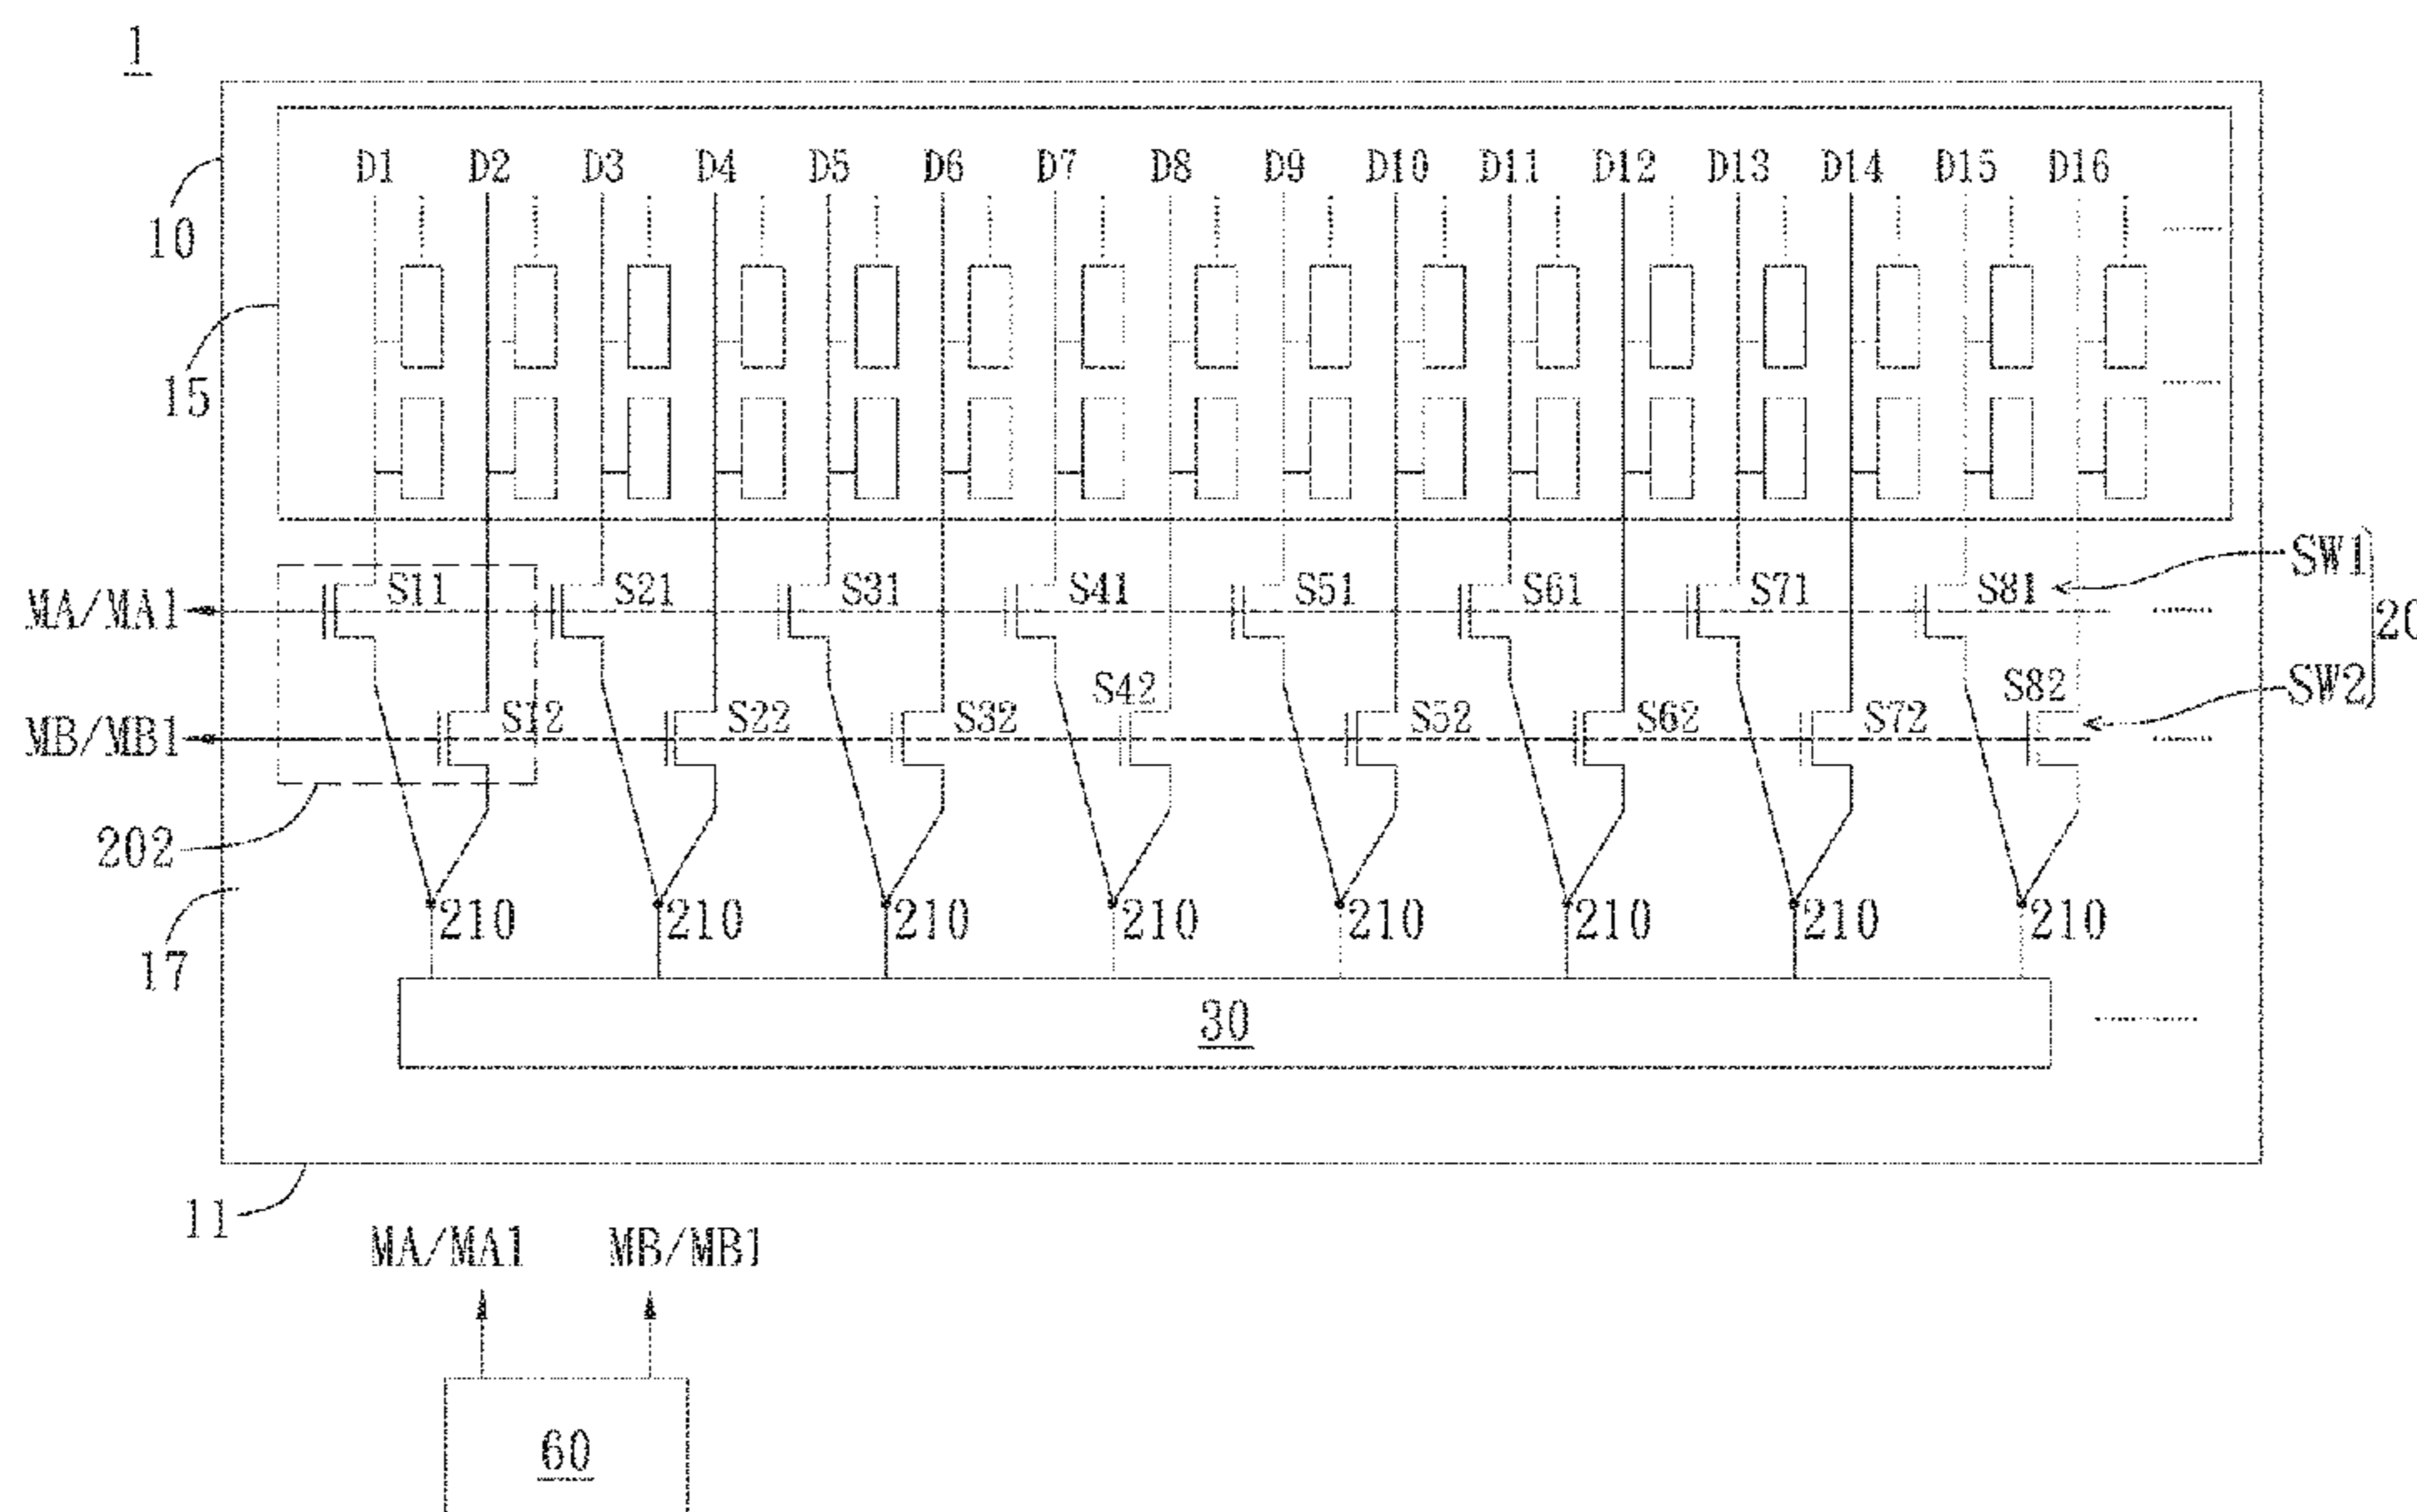 1
D1 D2 D3 D4 D5 D6 D7 D8 D9 D10 D11 D12 D13 D14 D15 D16
10
15
S11 S21 S31 S41 S51 S61 S71 S81 SW1
MA/MA1
20
S42 S82 SW2
MB/MB1 S12 S22 S32 S52 S62 S72
202
210 210 210 210 210 210 210 210
17
30
11
MA/MA1 MB/MB1
60